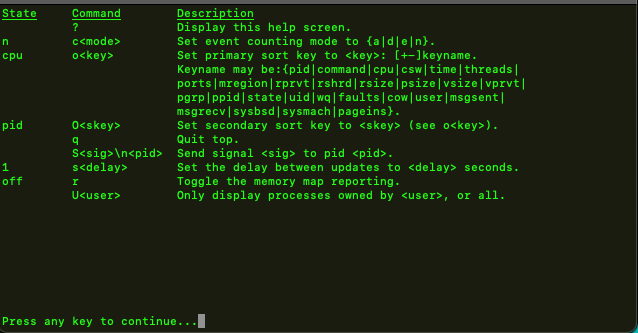 State Command Description
? Display this help screen.
n c<mode> Set event counting mode to {a|d|e|n}.
cpu o<key> Set primary sort key to <key>: [+-]keyname.
Keyname may be:{pid|command|cpu|csw|time|threads|
ports|mregion|rprvt|rshrd|rsize|psize|vsize|vprvt|
pgrp|ppid|state|uid|wq|faults|cow|user|msgsent|
msgrecv|sysbsd|sysmach|pageins}.
pid O<skey> Set secondary sort key to <skey> (see o<key>).
q Quit top.
S<sig>\n<pid> Send signal <sig> to pid <pid>.
1 s<delay> Set the delay between updates to <delay> seconds.
off r Toggle the memory map reporting.
U<user> Only display processes owned by <user>, or all.
Press any key to continue...